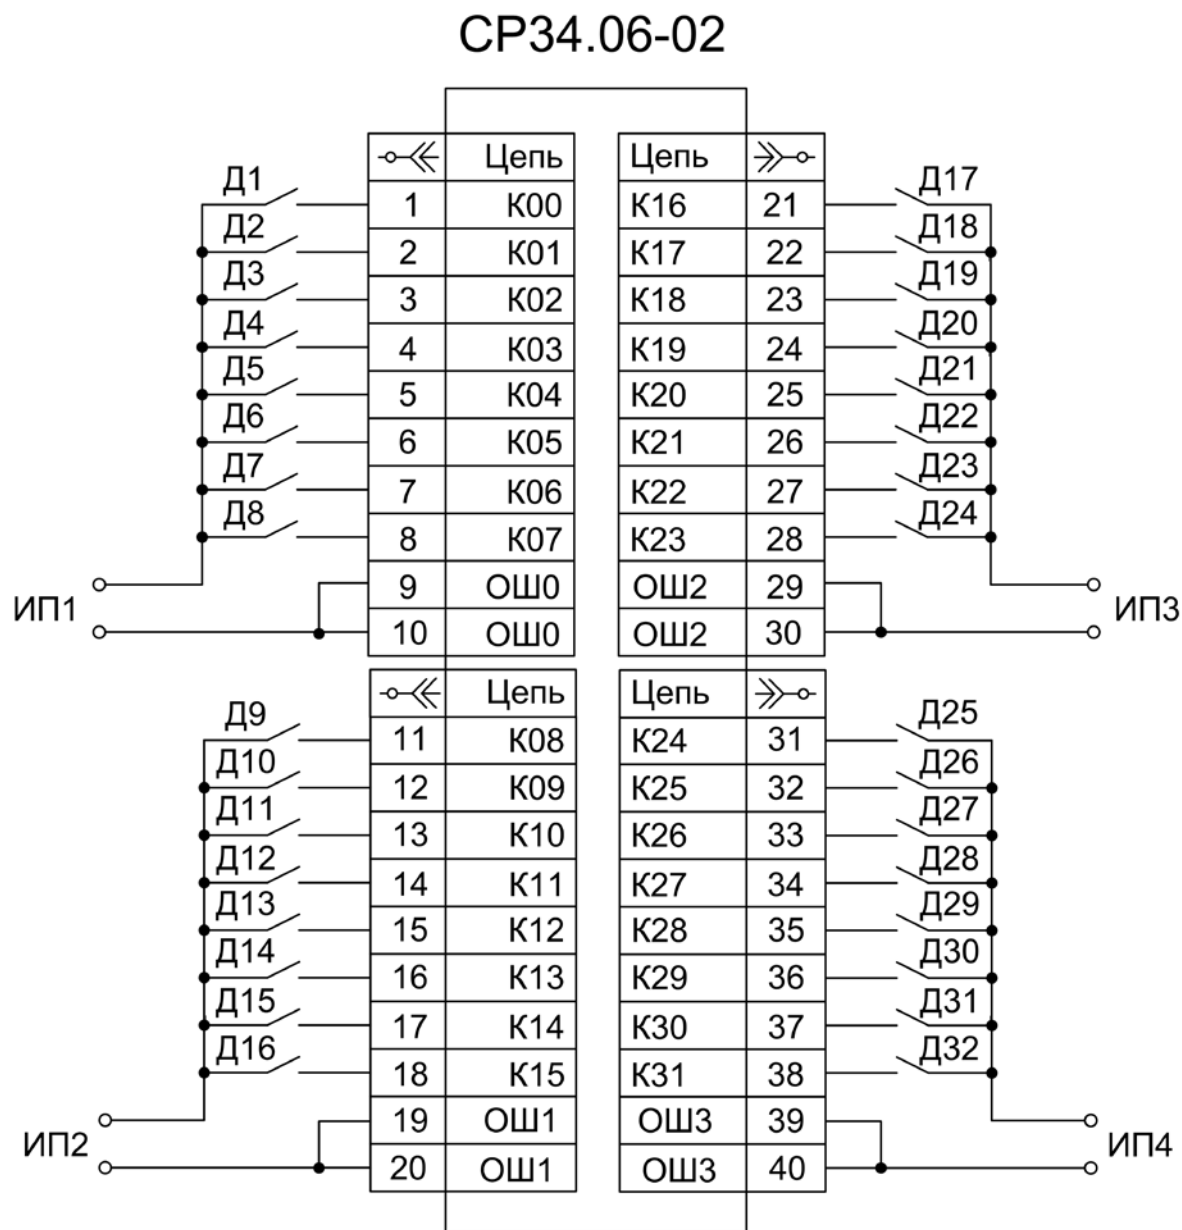 СР34.06-02
Цепь Цепь
Д1 1 К00 К16 21 Д17
Д2 2 К01 К17 22 Д18
Д3 3 К02 К18 23 Д19
Д4 4 К03 К19 24 Д20
Д5 5 К04 К20 25 Д21
Д6 6 К05 К21 26 Д22
Д7 7 К06 К22 27 Д23
Д8 8 К07 К23 28 Д24
9 ОШ0 ОШ2 29
ИП1 ИП3
10 ОШ0 ОШ2 30
Цепь Цепь
Д9 11 К08 К24 31 Д25
Д10 12 К09 К25 32 Д26
Д11 13 К10 К26 33 Д27
Д12 14 К11 К27 34 Д28
Д13 15 К12 К28 35 Д29
Д14 16 К13 К29 36 Д30
Д15 17 К14 К30 37 Д31
Д16 18 К15 К31 38 Д32
19 ОШ1 ОШ3 39
ИП2 ИП4
20 ОШ1 ОШ3 40